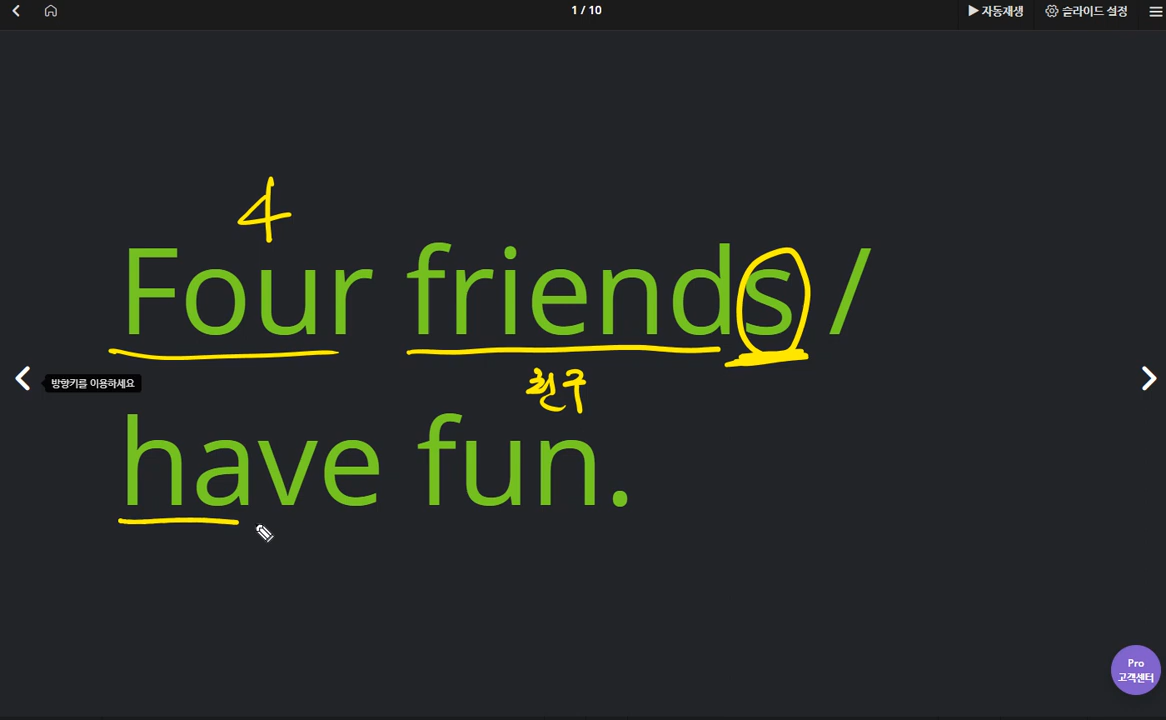 1 / 10
자동재생
슬라이드 설정
4
Four friends /
친구
방향키를 이용하세요
have fun.
Pro
고객센터